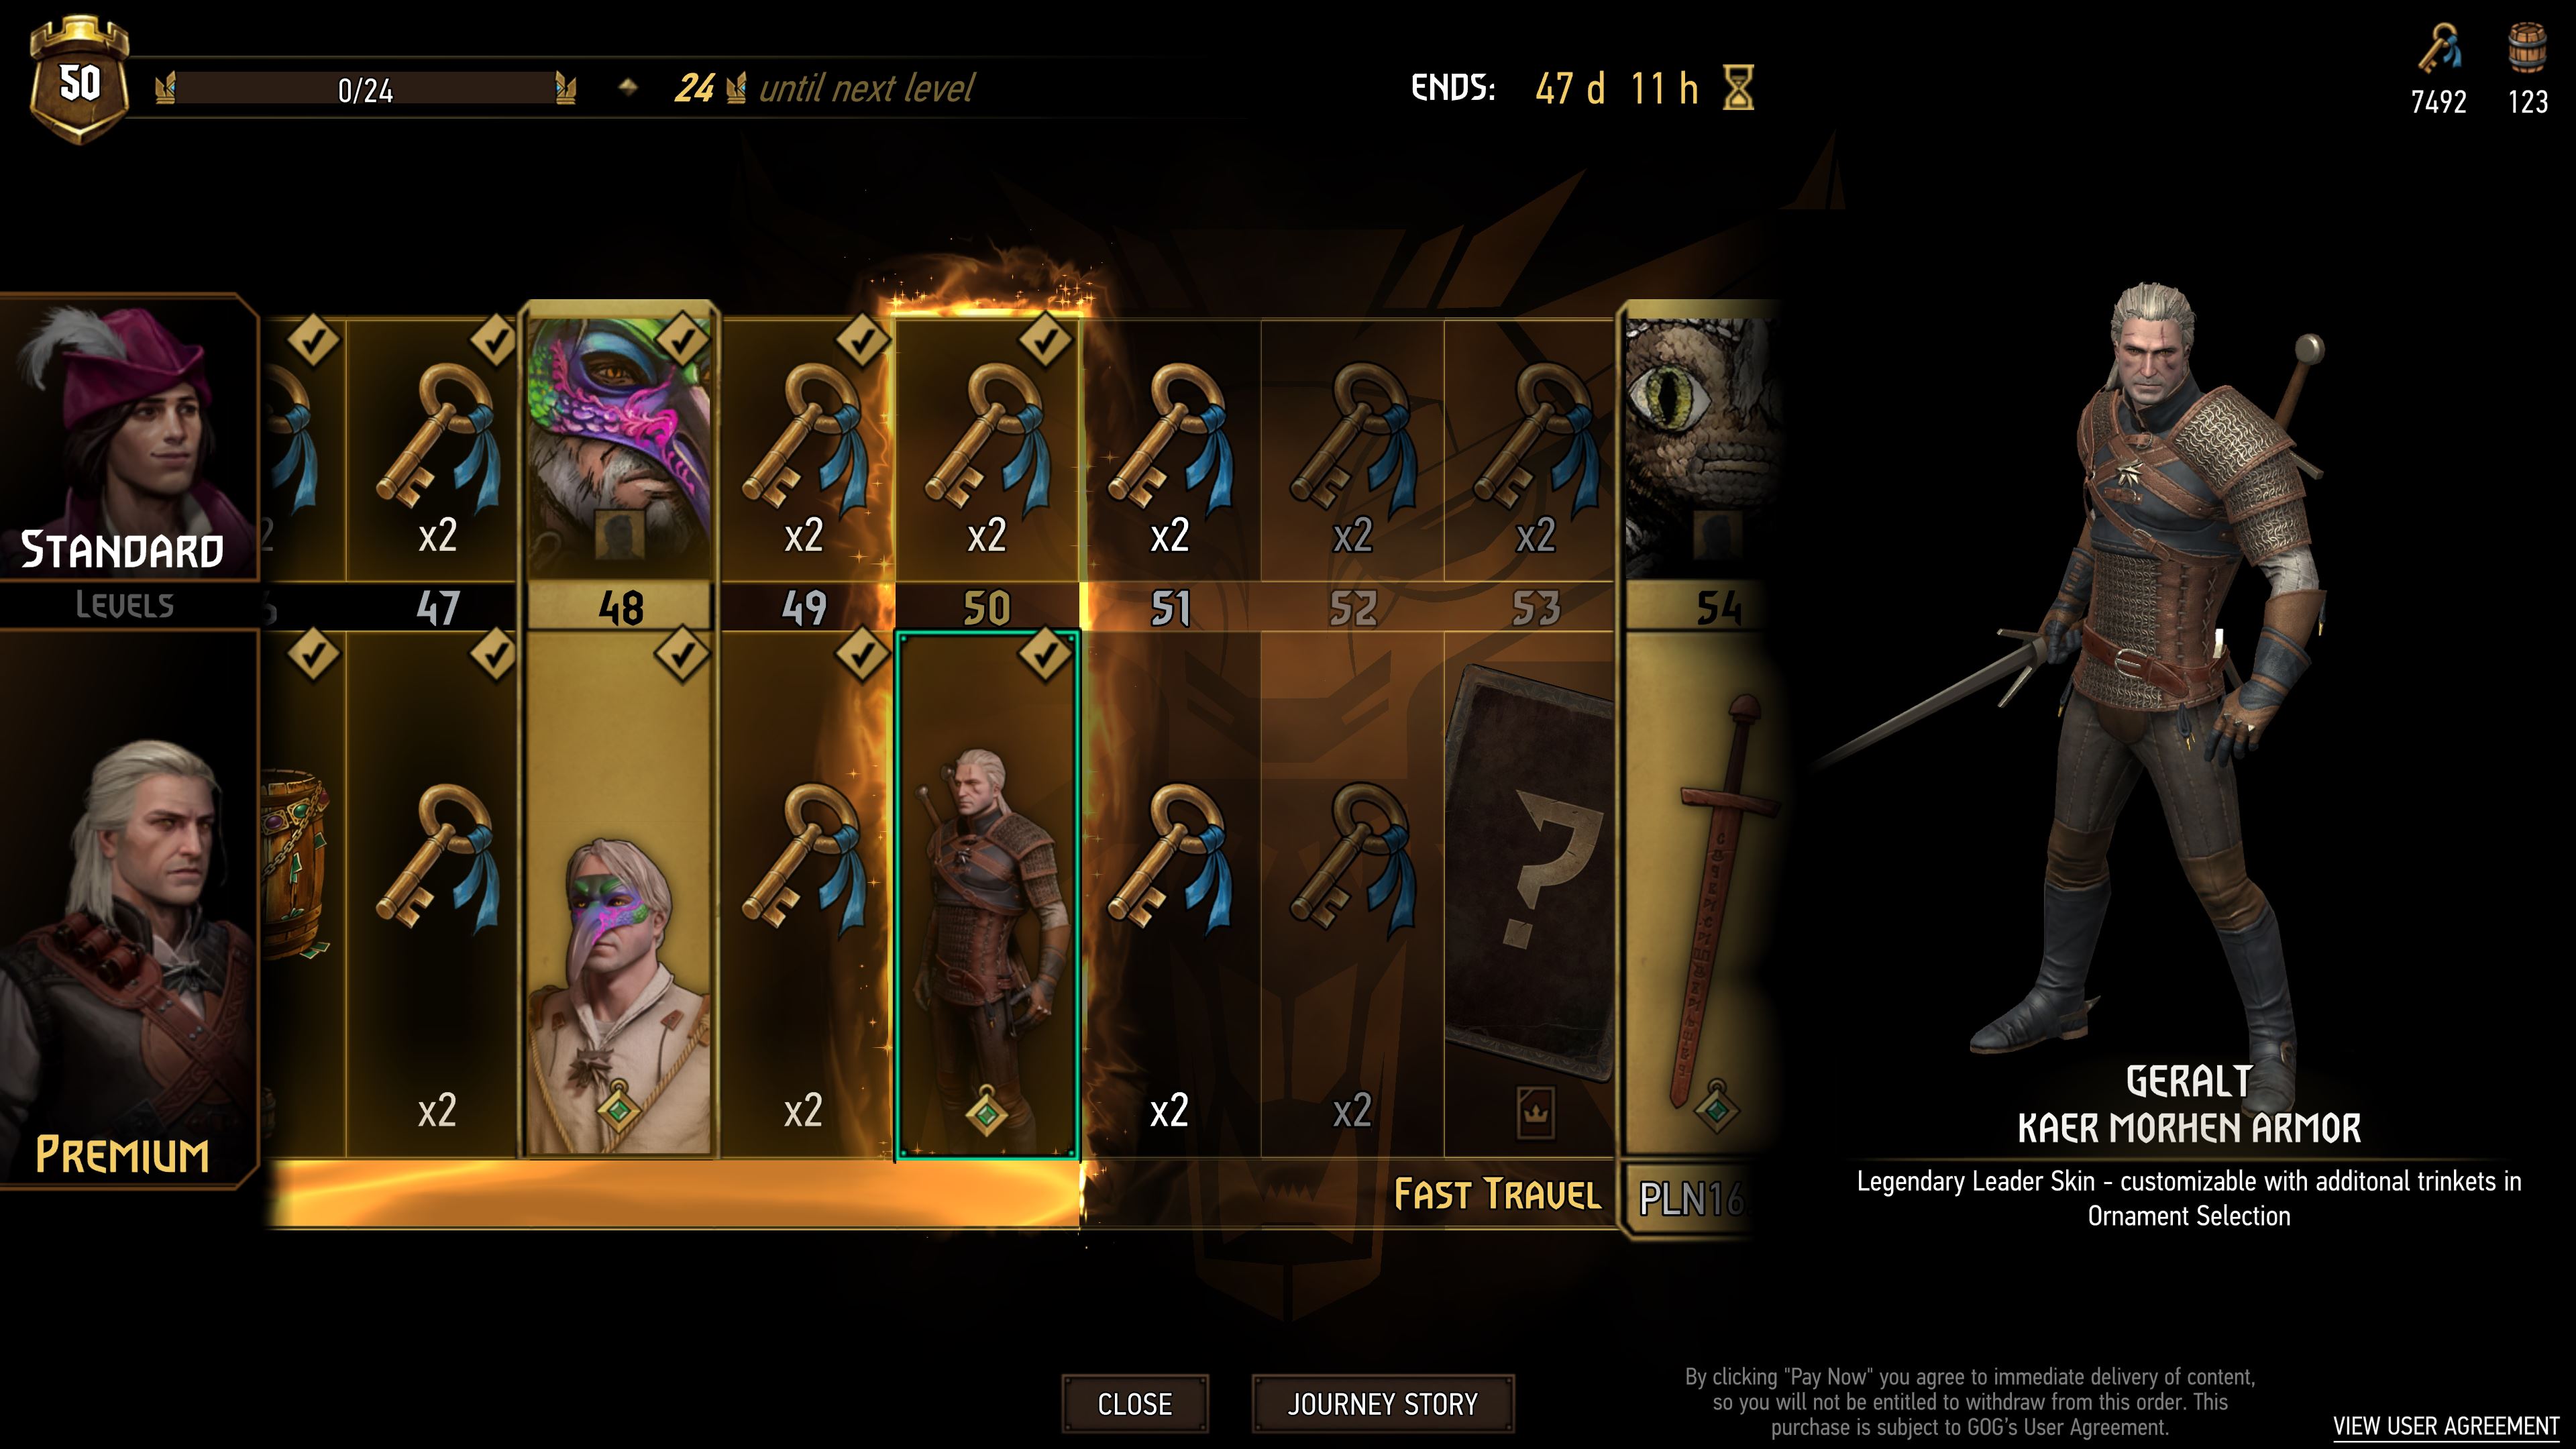 50
0/24
24 until next level
ENDS: 47 d 11 h
7492
123
STANDARD
x2
x2
x2
x2
x2
x2
LEVELS
47
48
49
50
51
52
53
54
PREMIUM
x2
x2
x2
x2
FAST TRAVEL
PLN16
GERALT
KAER MORHEN ARMOR
Legendary Leader Skin - customizable with additonal trinkets in
Ornament Selection
CLOSE
JOURNEY STORY
By clicking "Pay Now" you agree to immediate delivery of content,
so you will not be entitled to withdraw from this order. This
purchase is subject to GOG's User Agreement.
VIEW USER AGREEMENT